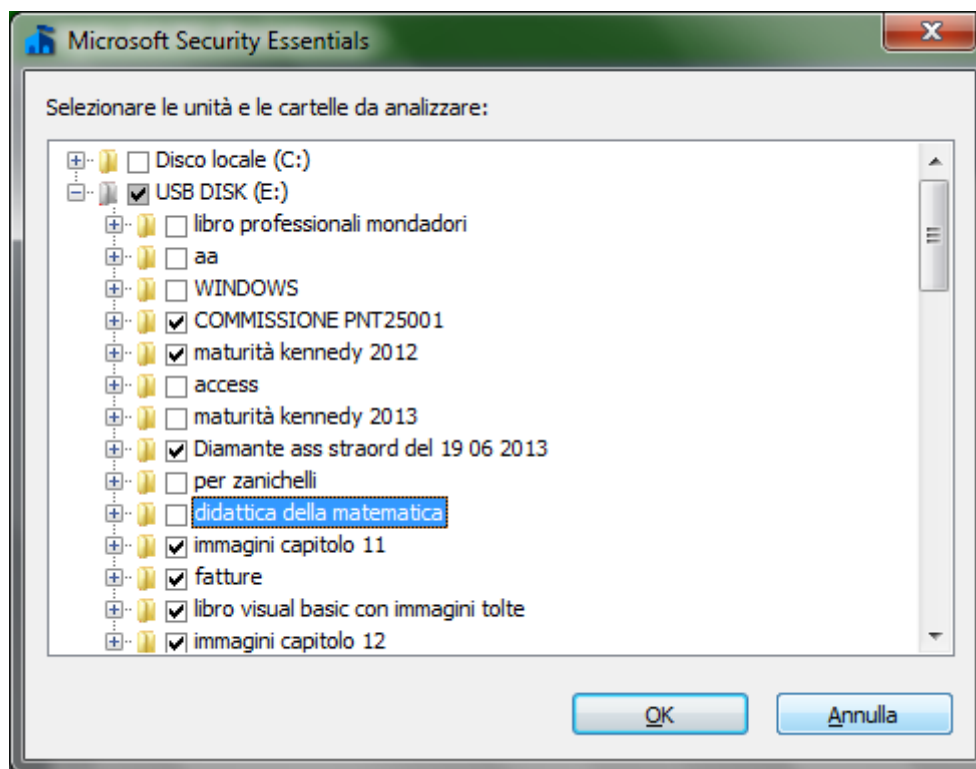 Microsoft Security Essentials
Selezionare le unità e le cartelle da analizzare:
Disco locale (C:)
USB DISK (E:)
libro professionali mondadori
aa
WINDOWS
COMMISSIONE PNT25001
maturità kennedy 2012
access
maturità kennedy 2013
Diamante ass straord del 19 06 2013
per zanichelli
didattica della matematica
immagini capitolo 11
fatture
libro visual basic con immagini tolte
immagini capitolo 12
OK
Annulla